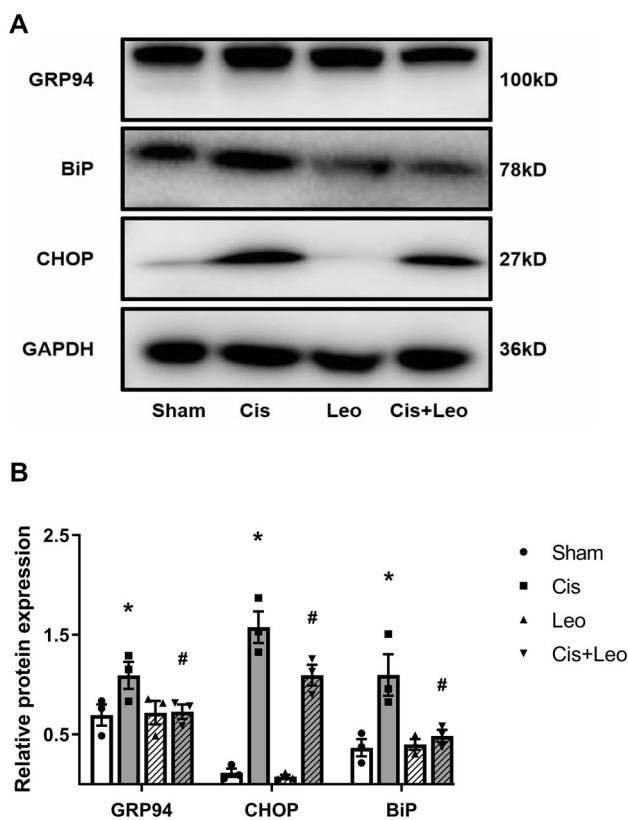 A
GRP94 100kD
BiP 78kD
CHOP 27kD
GAPDH 36kD
Sham Cis Leo Cis+Leo
B
Relative protein expression
2.5
1.5
0.5
* # * # * #
GRP94 CHOP BiP
Sham
Cis
Leo
Cis+Leo